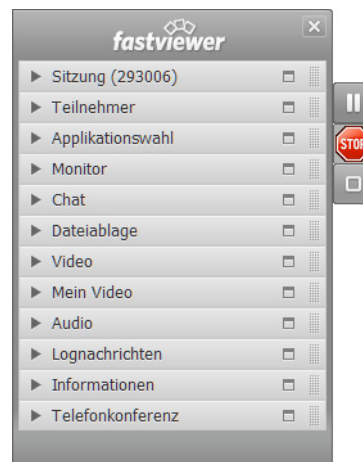 fastviewer
Sitzung (293006)
Teilnehmer
Applikationswahl
Monitor
Chat
Dateiablage
Video
Mein Video
Audio
Lognachrichten
Informationen
Telefonkonferenz
STOP